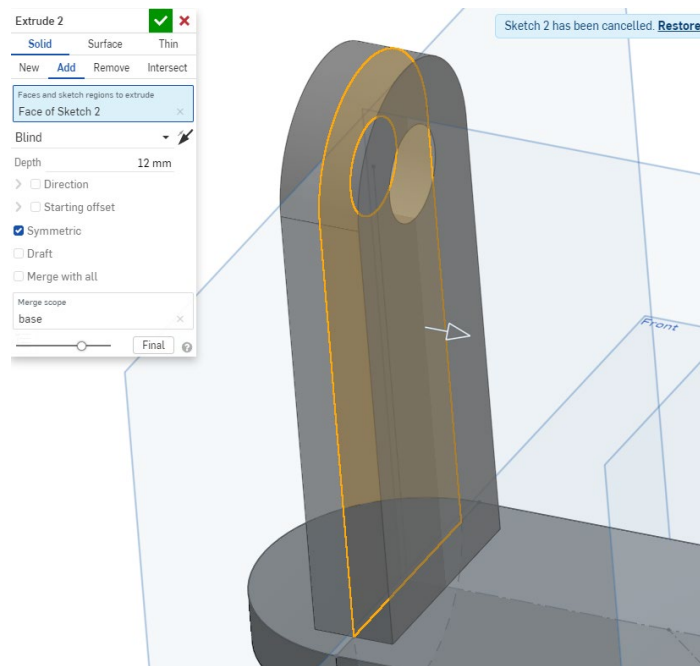 Extrude 2
Sketch 2 has been cancelled. Restore
Solid Surface Thin
New Add Remove Intersect
Faces and sketch regions to extrude
Face of Sketch 2
Blind
Depth 12 mm
Direction
Starting offset
Symmetric
Draft
Merge with all
Merge scope
base
Final
Front